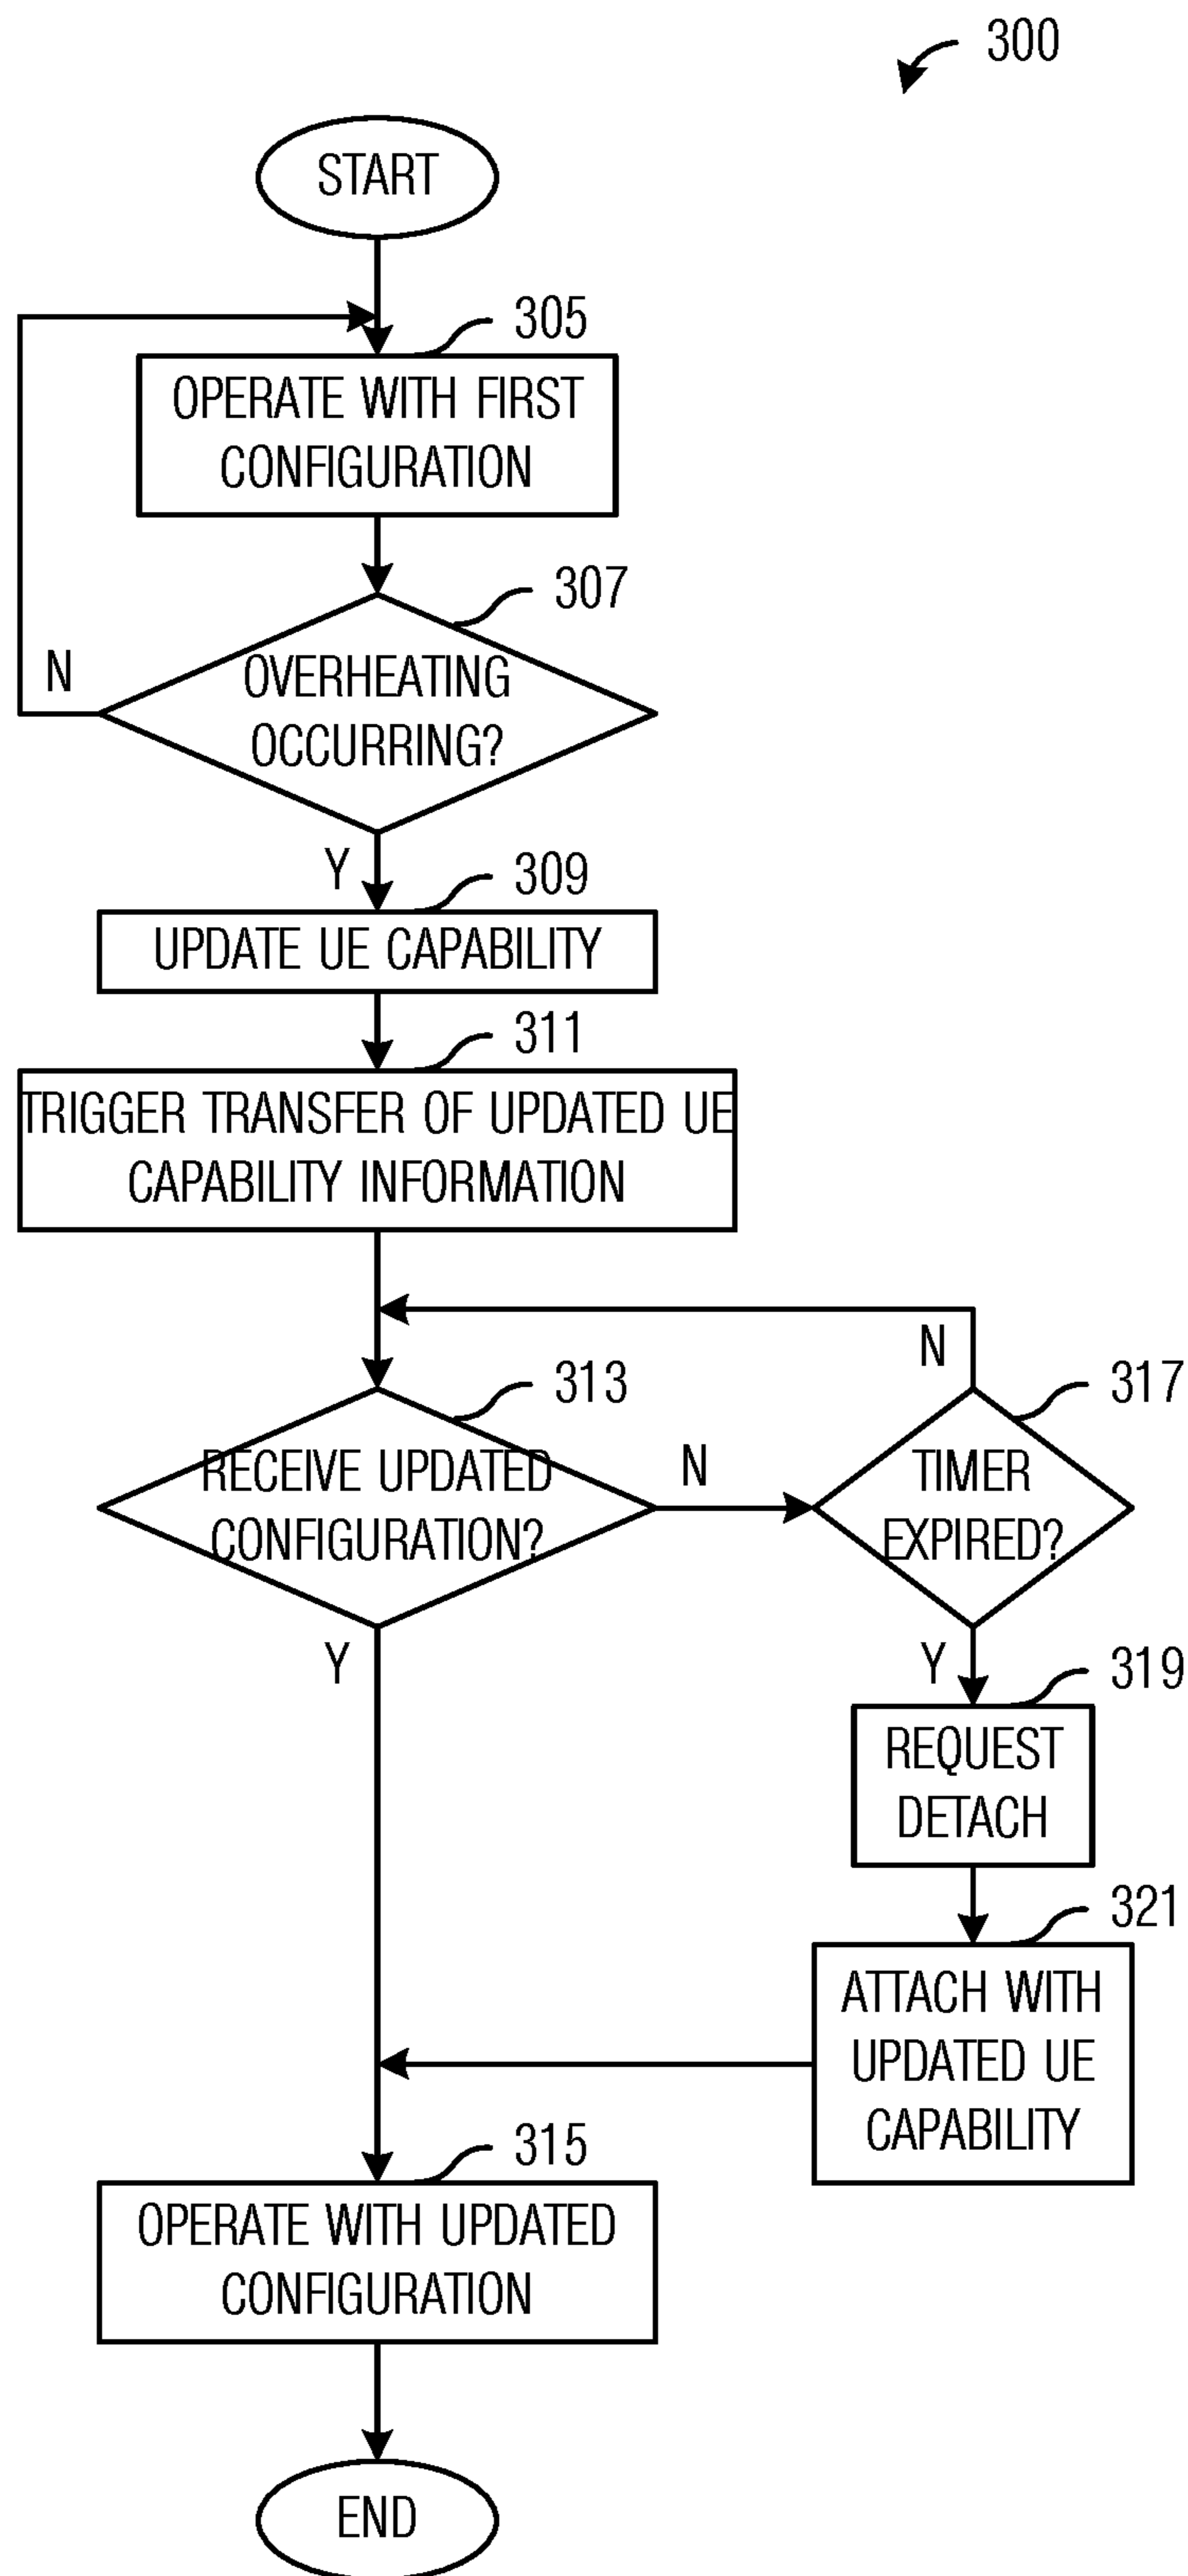 300
START
305
OPERATE WITH FIRST
CONFIGURATION
307
N
OVERHEATING
OCCURRING?
Y
309
UPDATE UE CAPABILITY
311
TRIGGER TRANSFER OF UPDATED UE
CAPABILITY INFORMATION
N
313
317
RECEIVE UPDATED
CONFIGURATION?
N
TIMER
EXPIRED?
Y
Y
319
REQUEST
DETACH
321
ATTACH WITH
UPDATED UE
CAPABILITY
315
OPERATE WITH UPDATED
CONFIGURATION
END